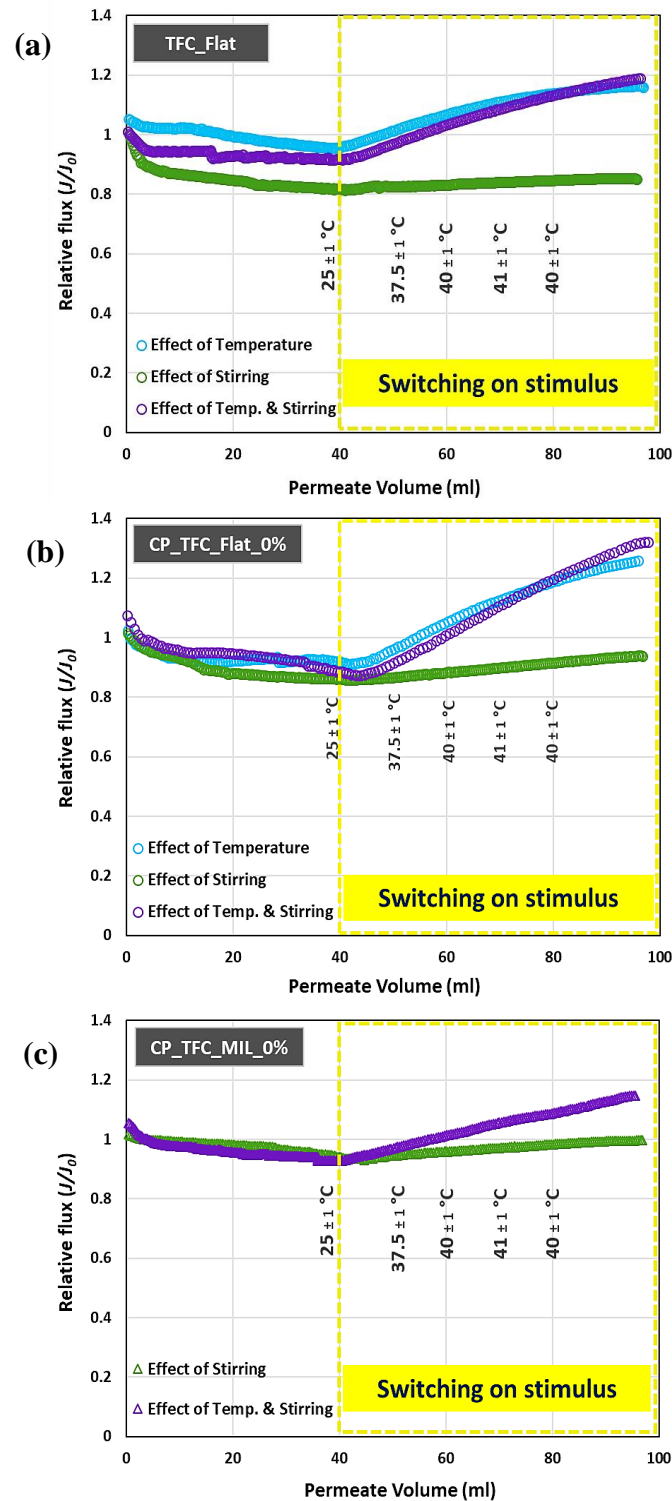 (a)
TFC_Flat
Relative flux (J/J₀)
1.4
1.2
1
0.8
0.6
0.4
0.2
0
25 ± 1 °C
37.5 ± 1 °C
40 ± 1 °C
41 ± 1 °C
40 ± 1 °C
Effect of Temperature
Effect of Stirring
Effect of Temp. & Stirring
Switching on stimulus
0 20 40 60 80 100
Permeate Volume (ml)
(b)
CP_TFC_Flat_0%
Relative flux (J/J₀)
1.4
1.2
1
0.8
0.6
0.4
0.2
0
25 ± 1 °C
37.5 ± 1 °C
40 ± 1 °C
41 ± 1 °C
40 ± 1 °C
Effect of Temperature
Effect of Stirring
Effect of Temp. & Stirring
Switching on stimulus
0 20 40 60 80 100
Permeate Volume (ml)
(c)
CP_TFC_MIL_0%
Relative flux (J/J₀)
1.4
1.2
1
0.8
0.6
0.4
0.2
0
25 ± 1 °C
37.5 ± 1 °C
40 ± 1 °C
41 ± 1 °C
40 ± 1 °C
Effect of Stirring
Effect of Temp. & Stirring
Switching on stimulus
0 20 40 60 80 100
Permeate Volume (ml)